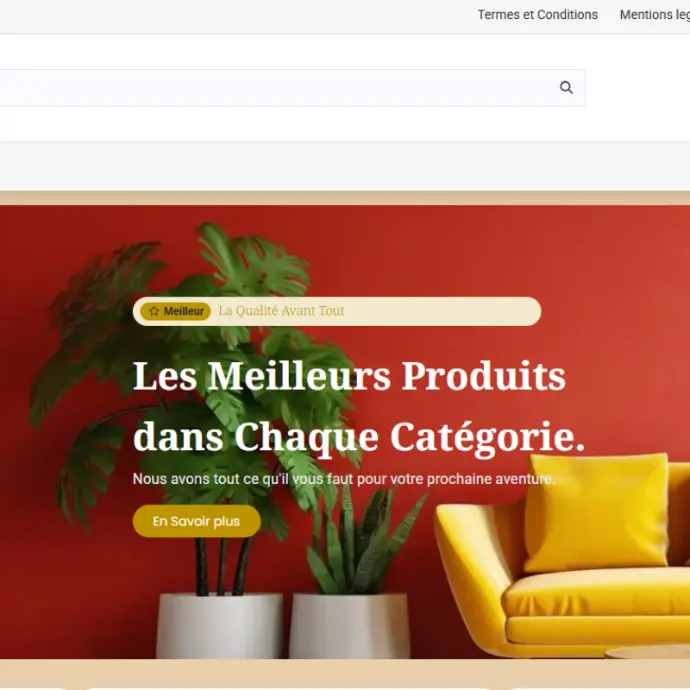 Termes et Conditions
Mentions leg
Meilleur
La Qualité Avant Tout
Les Meilleurs Produits
dans Chaque Catégorie.
Nous avons tout ce qu'il vous faut pour votre prochaine aventure.
En Savoir plus